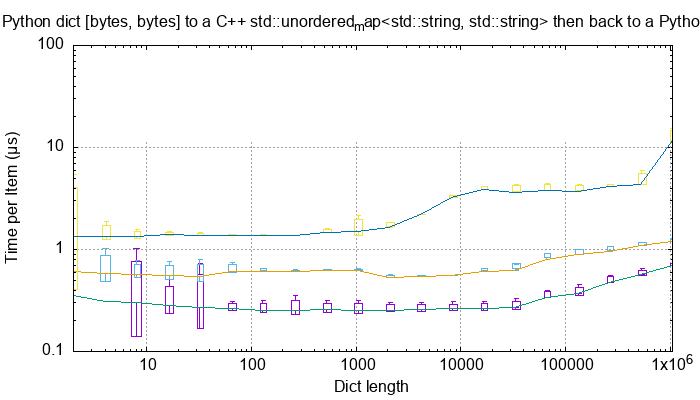 Python dict [bytes, bytes] to a C++ std::unordered_map<std::string, std::string> then back to a Pytho
100
10
1
0.1
Time per Item (µs)
10 100 1000 10000 100000 1x10^6
Dict length